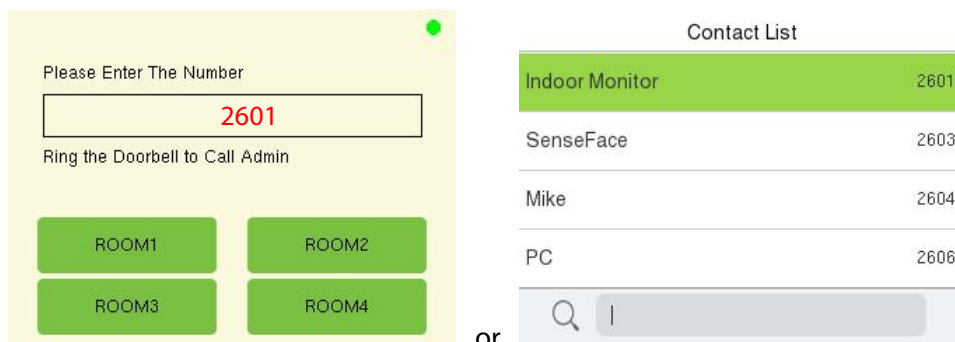 Please Enter The Number
2601
Ring the Doorbell to Call Admin
ROOM1 ROOM2
ROOM3 ROOM4
or
Contact List
Indoor Monitor 2601
SenseFace 2603
Mike 2604
PC 2606